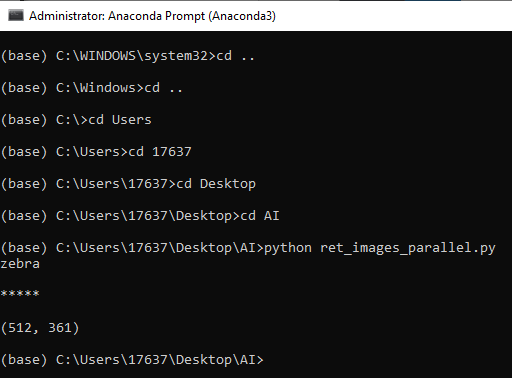 Administrator: Anaconda Prompt (Anaconda3)
(base) C:\WINDOWS\system32>cd ..
(base) C:\Windows>cd ..
(base) C:\>cd Users
(base) C:\Users>cd 17637
(base) C:\Users\17637>cd Desktop
(base) C:\Users\17637\Desktop>cd AI
(base) C:\Users\17637\Desktop\AI>python ret_images_parallel.py
zebra
*****
(512, 361)
(base) C:\Users\17637\Desktop\AI>